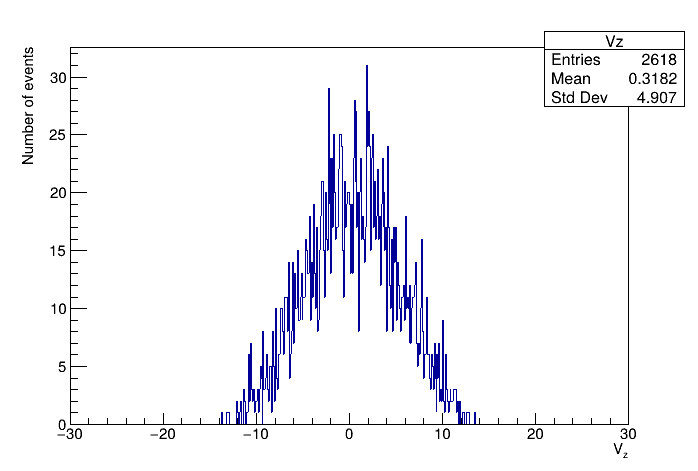 Vz
Entries 2618
Mean 0.3182
Std Dev 4.907
Number of events
30
25
20
15
10
5
0
−30 −20 −10 0 10 20 30
Vz